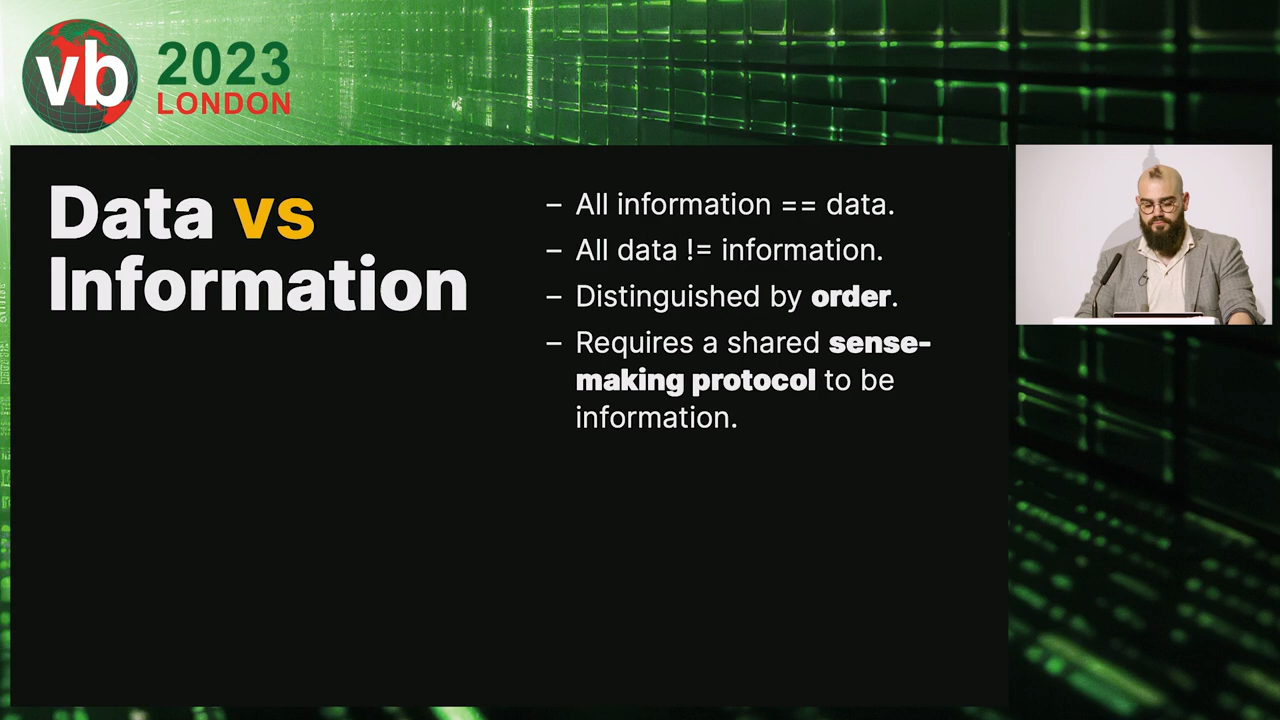 vb 2023
LONDON
Data vs
Information
– All information == data.
– All data != information.
– Distinguished by order.
– Requires a shared sense-
making protocol to be
information.